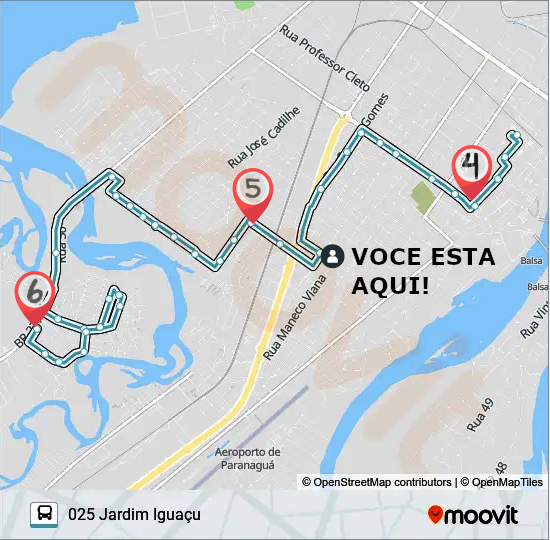 Rua Professor Cleto
Gomes
Rua José Cadilhe
4
5
Balsa
VOCE ESTA
AQUI!
Balsa
6
Rua Maneco Viana
Rua 49
Aeroporto de
Paranaguá
© OpenStreetMap contributors | © OpenMapTiles
025 Jardim Iguaçu
moovit